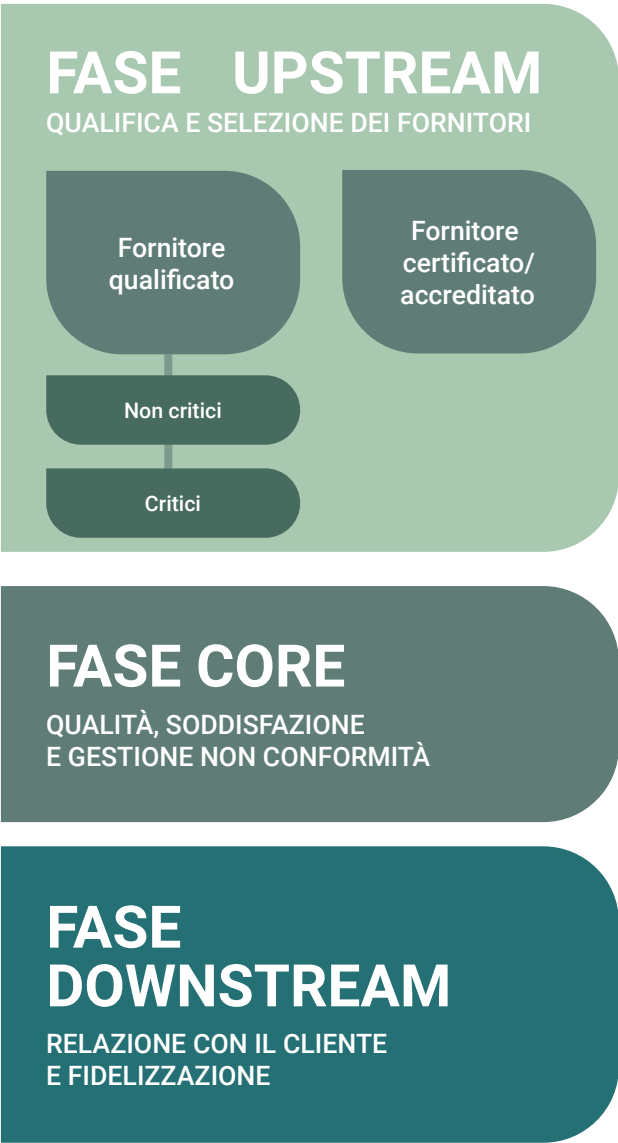 FASE UPSTREAM
QUALIFICA E SELEZIONE DEI FORNITORI
Fornitore
qualificato
Fornitore
certificato/
accreditato
Non critici
Critici
FASE CORE
QUALITÀ, SODDISFAZIONE
E GESTIONE NON CONFORMITÀ
FASE
DOWNSTREAM
RELAZIONE CON IL CLIENTE
E FIDELIZZAZIONE